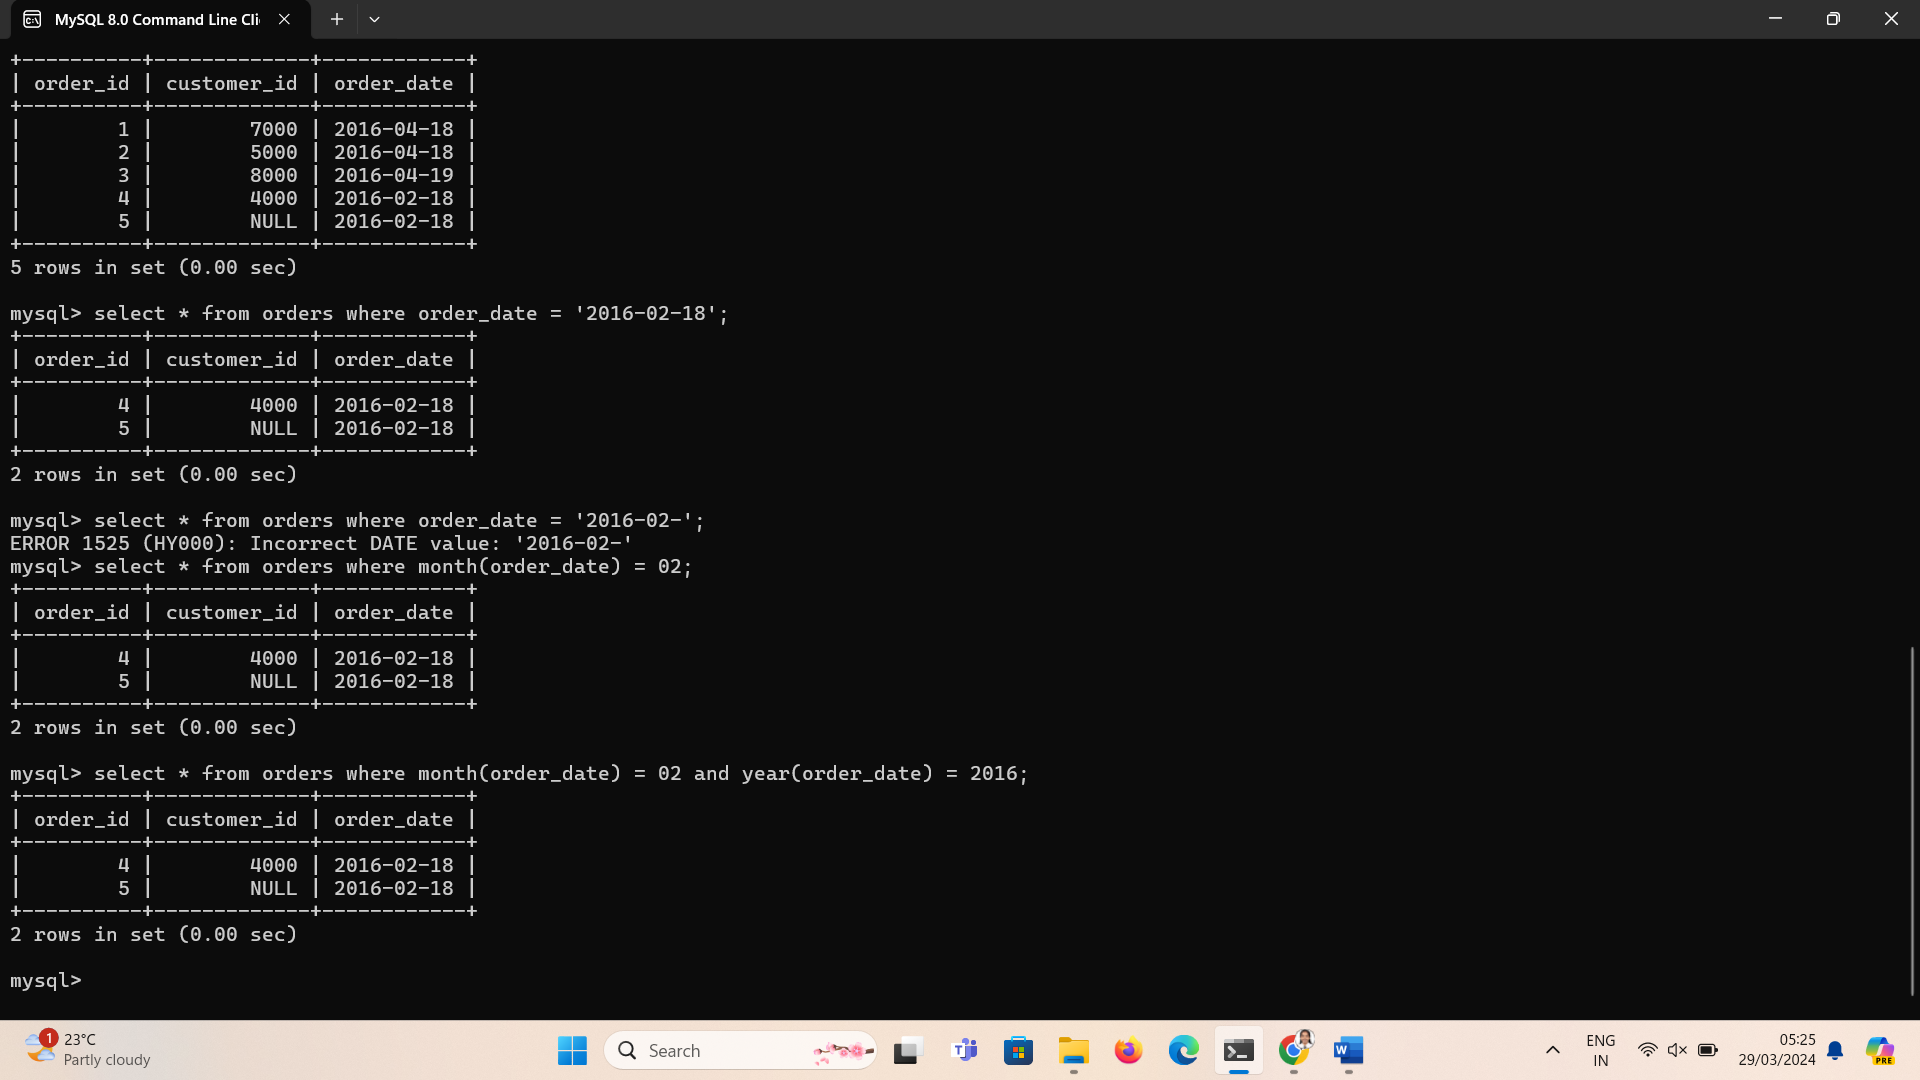 MySQL 8.0 Command Line Cli
+----------+-------------+------------+
| order_id | customer_id | order_date |
+----------+-------------+------------+
|        1 |        7000 | 2016-04-18 |
|        2 |        5000 | 2016-04-18 |
|        3 |        8000 | 2016-04-19 |
|        4 |        4000 | 2016-02-18 |
|        5 |        NULL | 2016-02-18 |
+----------+-------------+------------+
5 rows in set (0.00 sec)
mysql> select * from orders where order_date = '2016-02-18';
+----------+-------------+------------+
| order_id | customer_id | order_date |
+----------+-------------+------------+
|        4 |        4000 | 2016-02-18 |
|        5 |        NULL | 2016-02-18 |
+----------+-------------+------------+
2 rows in set (0.00 sec)
mysql> select * from orders where order_date = '2016-02-';
ERROR 1525 (HY000): Incorrect DATE value: '2016-02-'
mysql> select * from orders where month(order_date) = 02;
+----------+-------------+------------+
| order_id | customer_id | order_date |
+----------+-------------+------------+
|        4 |        4000 | 2016-02-18 |
|        5 |        NULL | 2016-02-18 |
+----------+-------------+------------+
2 rows in set (0.00 sec)
mysql> select * from orders where month(order_date) = 02 and year(order_date) = 2016;
+----------+-------------+------------+
| order_id | customer_id | order_date |
+----------+-------------+------------+
|        4 |        4000 | 2016-02-18 |
|        5 |        NULL | 2016-02-18 |
+----------+-------------+------------+
2 rows in set (0.00 sec)
mysql>
1
23°C
Partly cloudy
Search
ENG
IN
05:25
29/03/2024
PRE